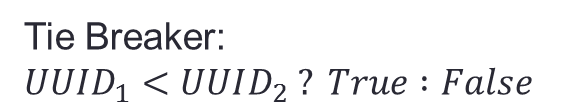 Tie Breaker:
UUID₁ < UUID₂ ? True : False